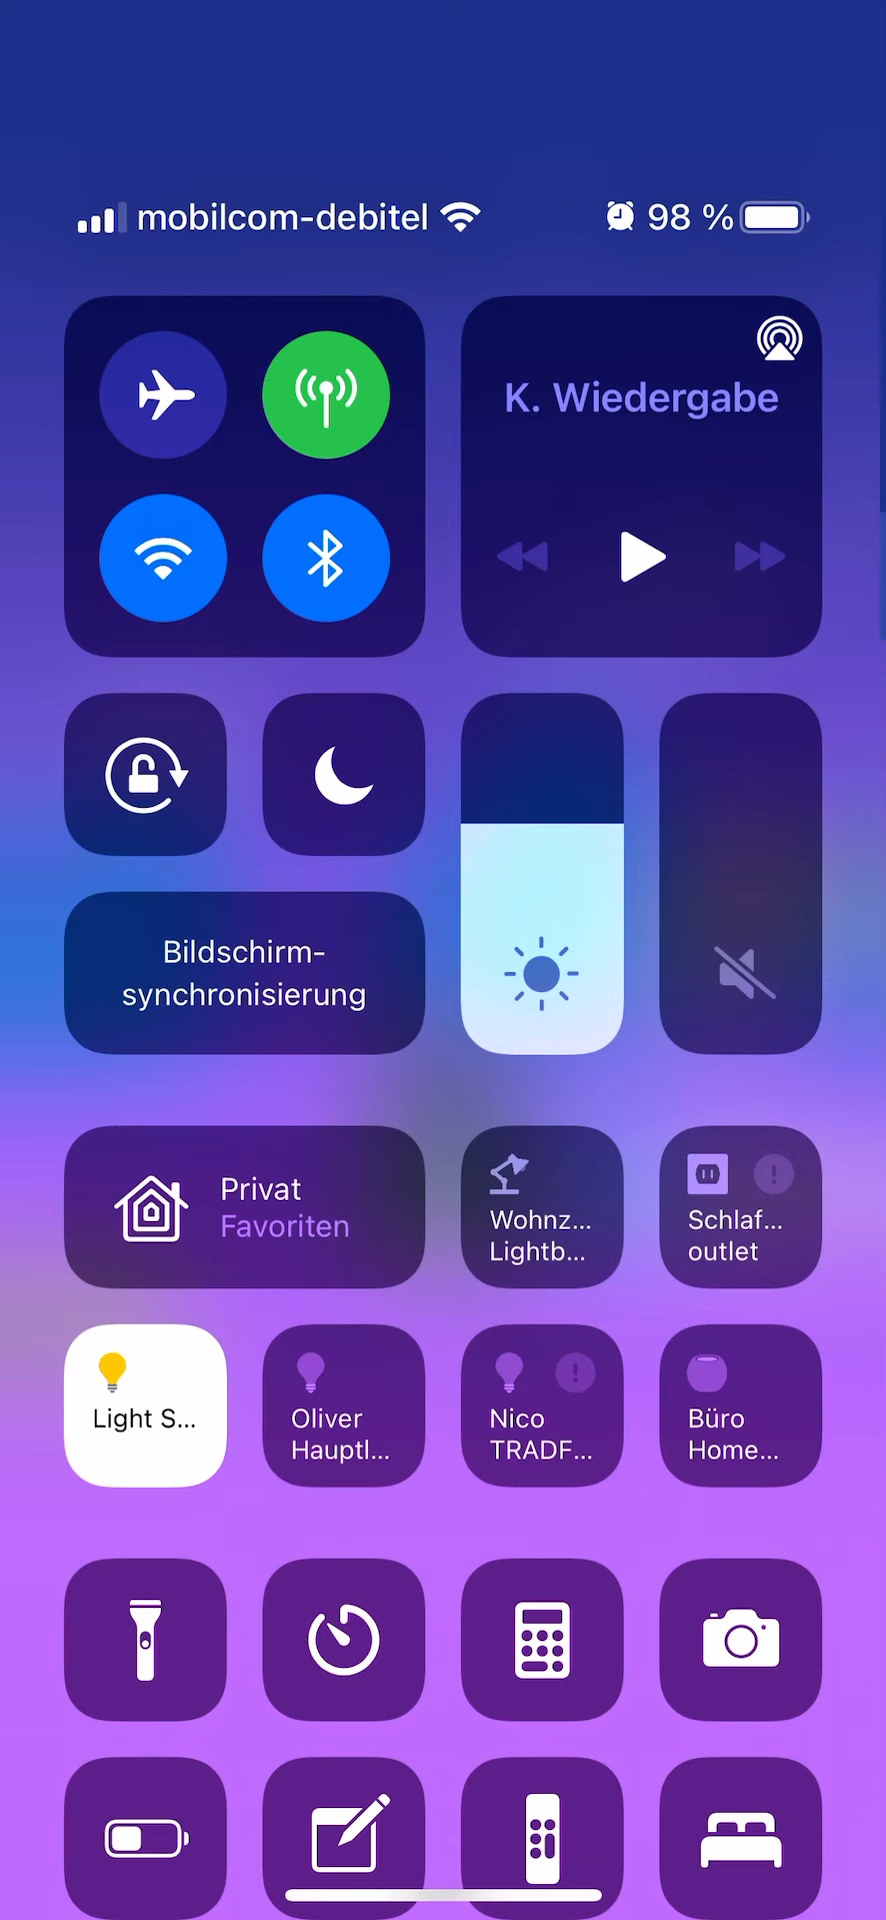 mobilcom-debitel
98 %
K. Wiedergabe
Bildschirm-
synchronisierung
Privat
Favoriten
Wohnz...
Lightb...
Schlaf...
outlet
Light S...
Oliver
Hauptl...
Nico
TRADF...
Büro
Home...